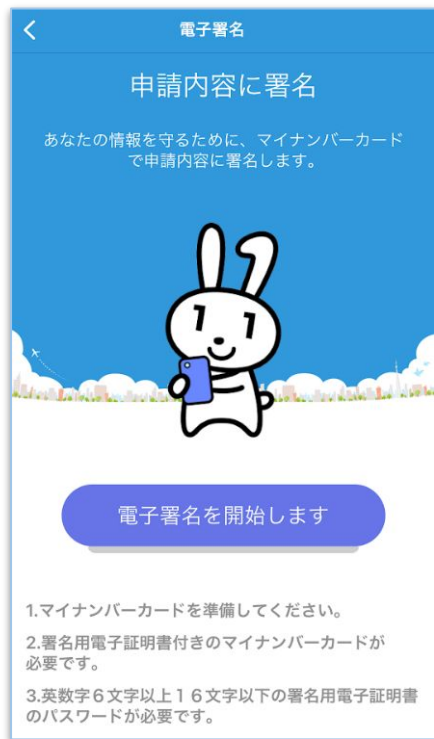 電子署名
申請内容に署名
あなたの情報を守るために、マイナンバーカード
で申請内容に署名します。
電子署名を開始します
1.マイナンバーカードを準備してください。
2.署名用電子証明書付きのマイナンバーカードが
必要です。
3.英数字６文字以上１６文字以下の署名用電子証明書
のパスワードが必要です。